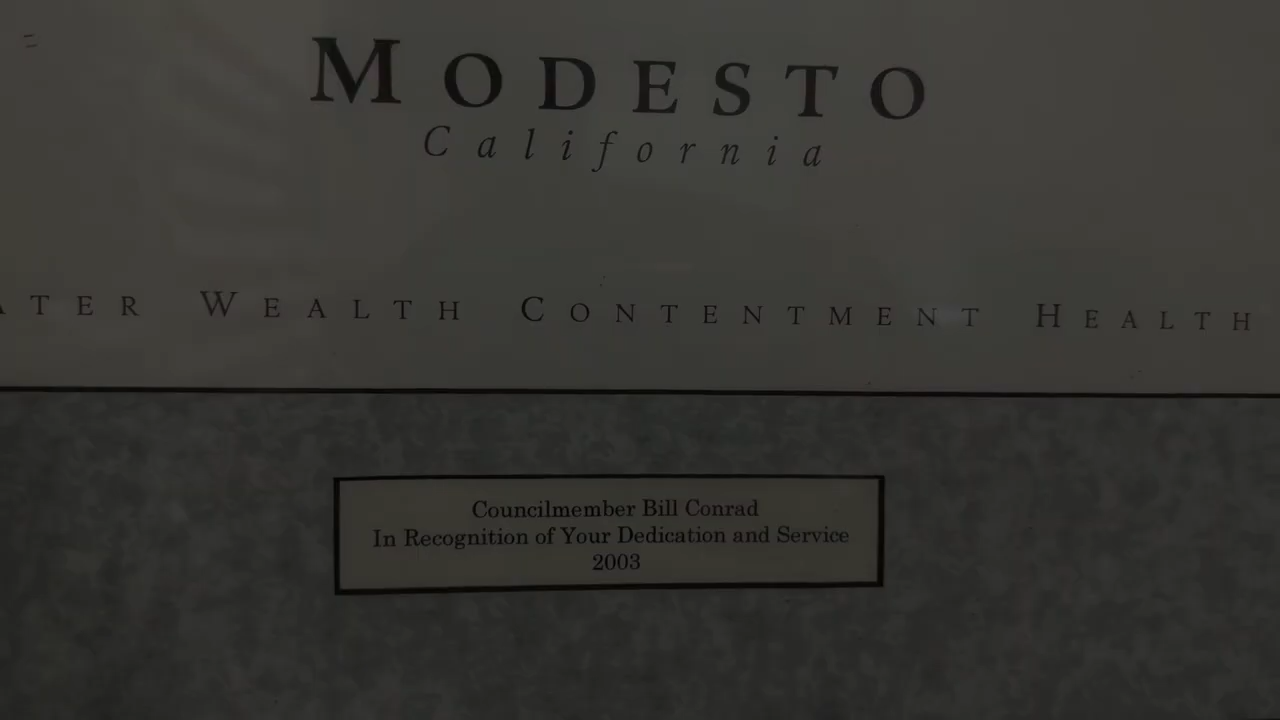 MODESTO
California
WEALTH CONTENTMENT HEALTH
Councilmember Bill Conrad
In Recognition of Your Dedication and Service
2003